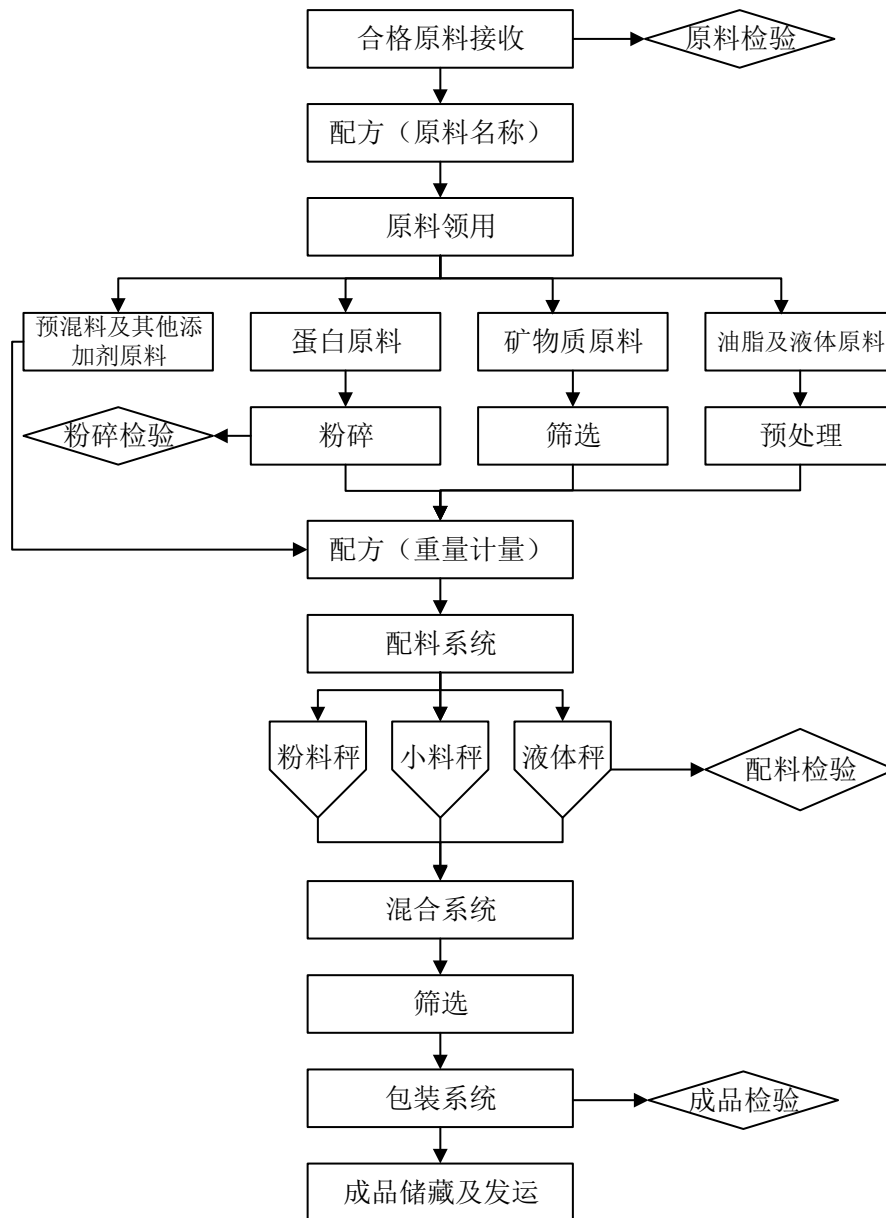 合格原料接收
原料检验
配方（原料名称）
原料领用
预混料及其他添
加剂原料
蛋白原料
矿物质原料
油脂及液体原料
粉碎检验
粉碎
筛选
预处理
配方（重量计量）
配料系统
粉料秤
小料秤
液体秤
配料检验
混合系统
筛选
包装系统
成品检验
成品储藏及发运